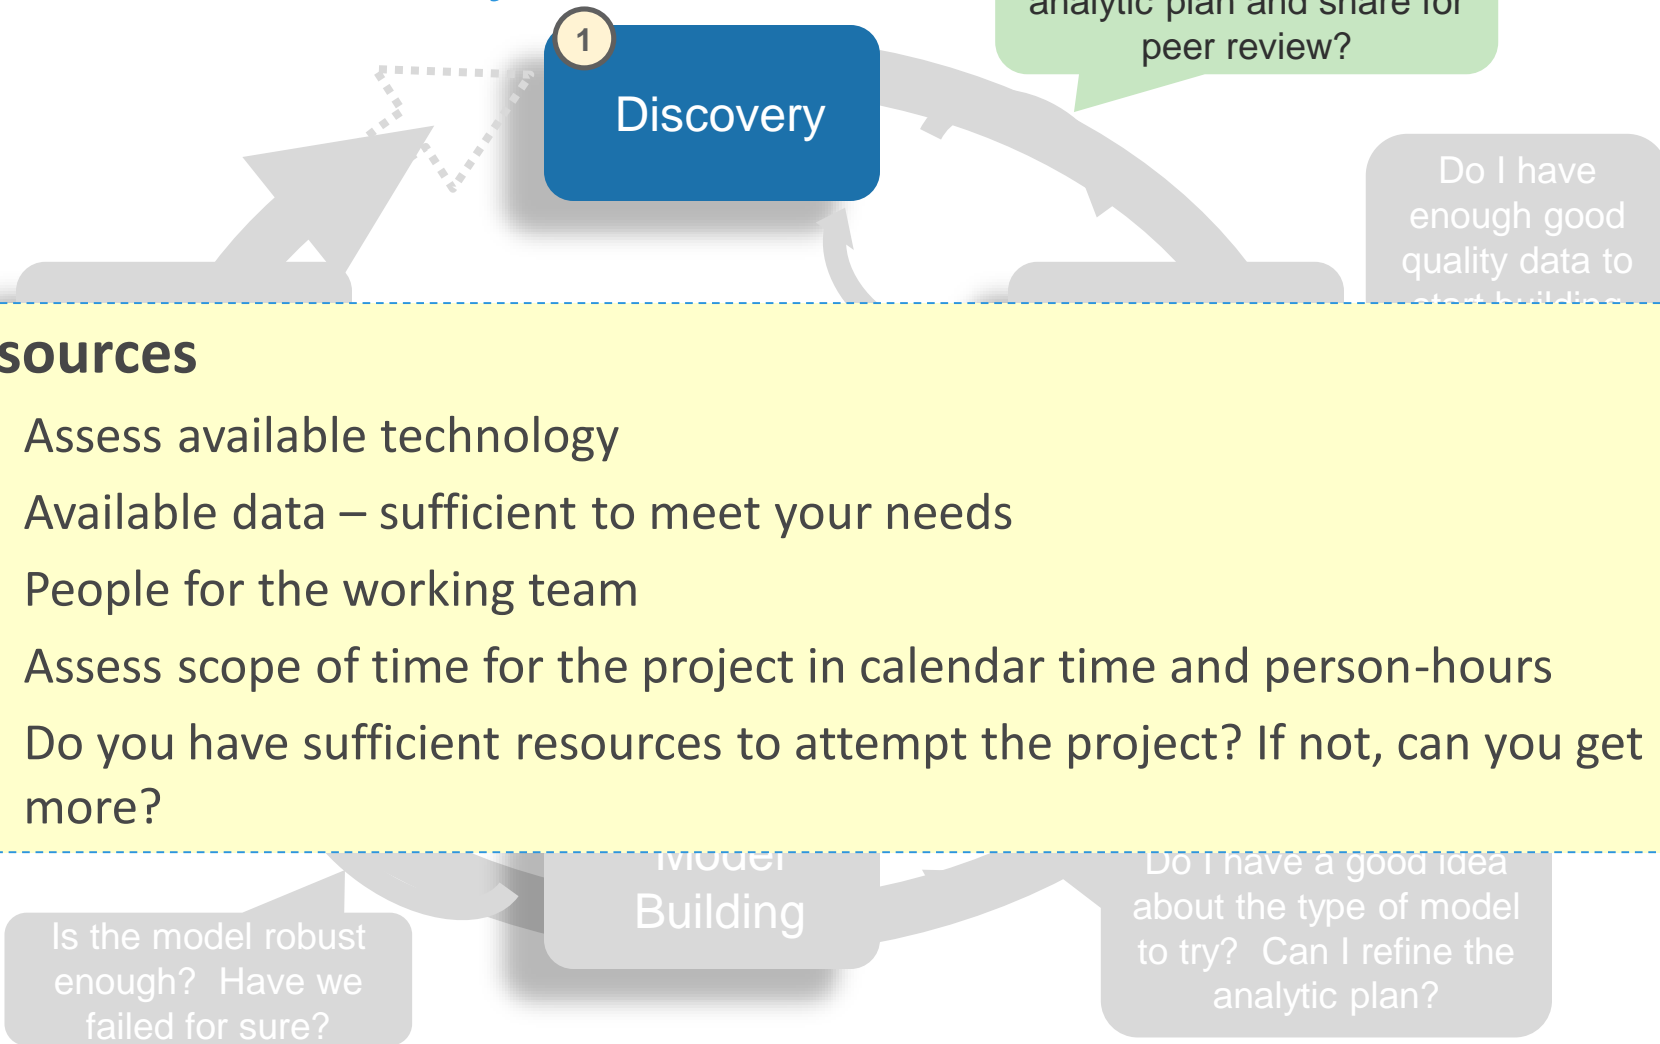 analytic plan and share for
peer review?
1
Discovery
Do I have
enough good
quality data to
start building
sources
Assess available technology
Available data – sufficient to meet your needs
People for the working team
Assess scope of time for the project in calendar time and person-hours
Do you have sufficient resources to attempt the project? If not, can you get
more?
Model
Building
Do I have a good idea
about the type of model
to try? Can I refine the
analytic plan?
Is the model robust
enough? Have we
failed for sure?